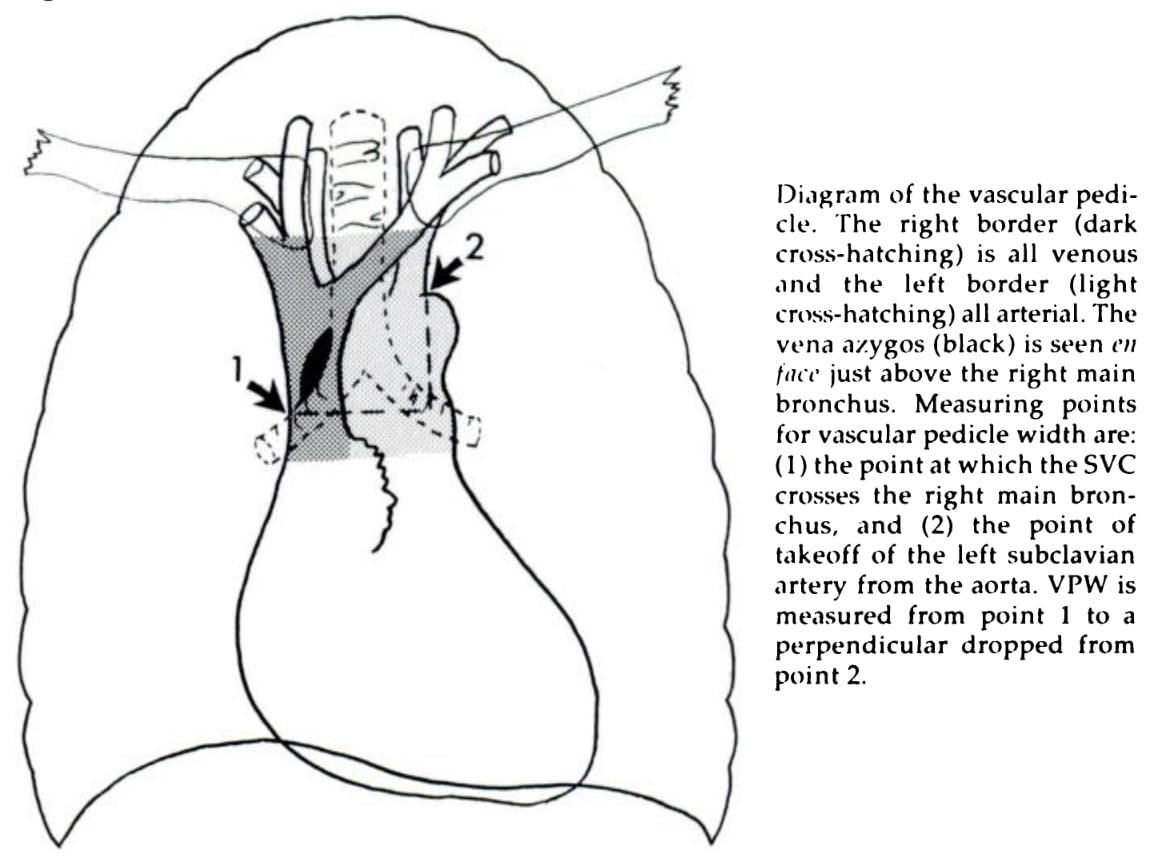 1
2
Diagram of the vascular pedi-
cle. The right border (dark
cross-hatching) is all venous
and the left border (light
cross-hatching) all arterial. The
vena azygos (black) is seen en
face just above the right main
bronchus. Measuring points
for vascular pedicle width are:
(1) the point at which the SVC
crosses the right main bron-
chus, and (2) the point of
takeoff of the left subclavian
artery from the aorta. VPW is
measured from point 1 to a
perpendicular dropped from
point 2.